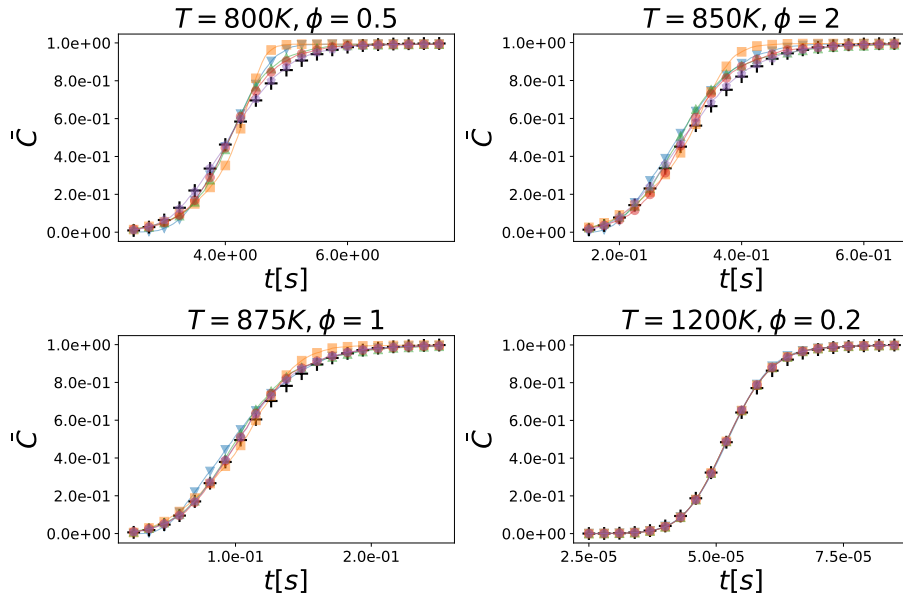 T = 800K, ϕ = 0.5
1.0e+00
8.0e-01
6.0e-01
4.0e-01
2.0e-01
0.0e+00
C̄
4.0e+00 6.0e+00
t[s]
T = 850K, ϕ = 2
1.0e+00
8.0e-01
6.0e-01
4.0e-01
2.0e-01
0.0e+00
C̄
2.0e-01 4.0e-01 6.0e-01
t[s]
T = 875K, ϕ = 1
1.0e+00
8.0e-01
6.0e-01
4.0e-01
2.0e-01
0.0e+00
C̄
1.0e-01 2.0e-01
t[s]
T = 1200K, ϕ = 0.2
1.0e+00
8.0e-01
6.0e-01
4.0e-01
2.0e-01
0.0e+00
C̄
2.5e-05 5.0e-05 7.5e-05
t[s]